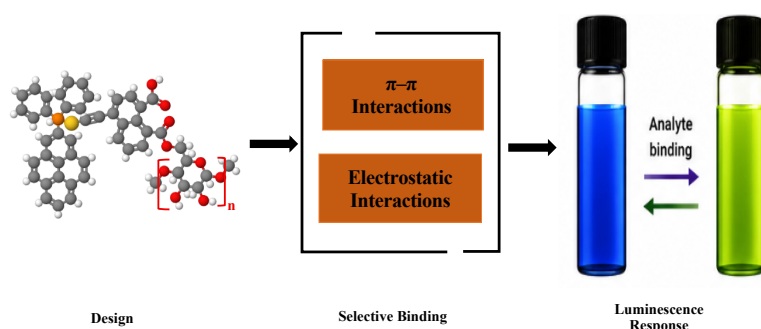 π–π
Interactions
Electrostatic
Interactions
Analyte
binding
n
Design
Selective Binding
Luminescence
Response